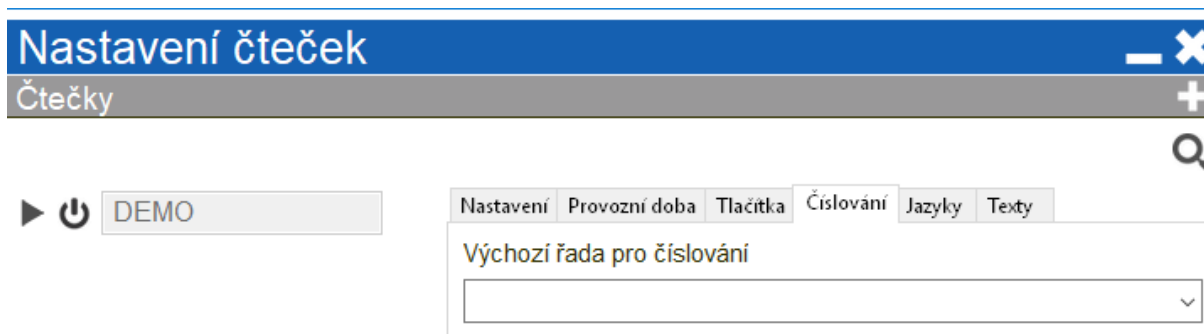 Nastavení čteček
Čtečky
DEMO
Nastavení Provozní doba Tlačítka Číslování Jazyky Texty
Výchozí řada pro číslování